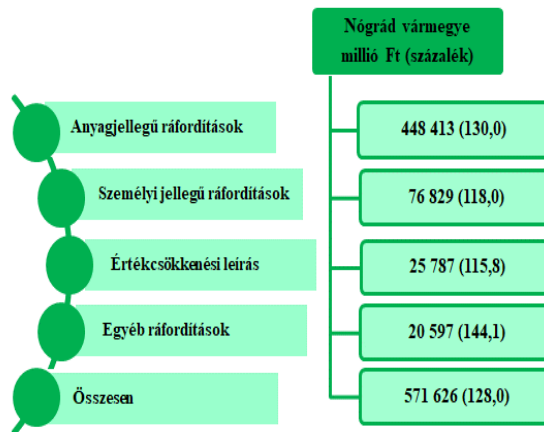 Nógrád vármegye
millió Ft (százalék)
Anyagjellegű ráfordítások
448 413 (130,0)
Személyi jellegű ráfordítások
76 829 (118,0)
Értékcsökkenési leírás
25 787 (115,8)
Egyéb ráfordítások
20 597 (144,1)
Összesen
571 626 (128,0)